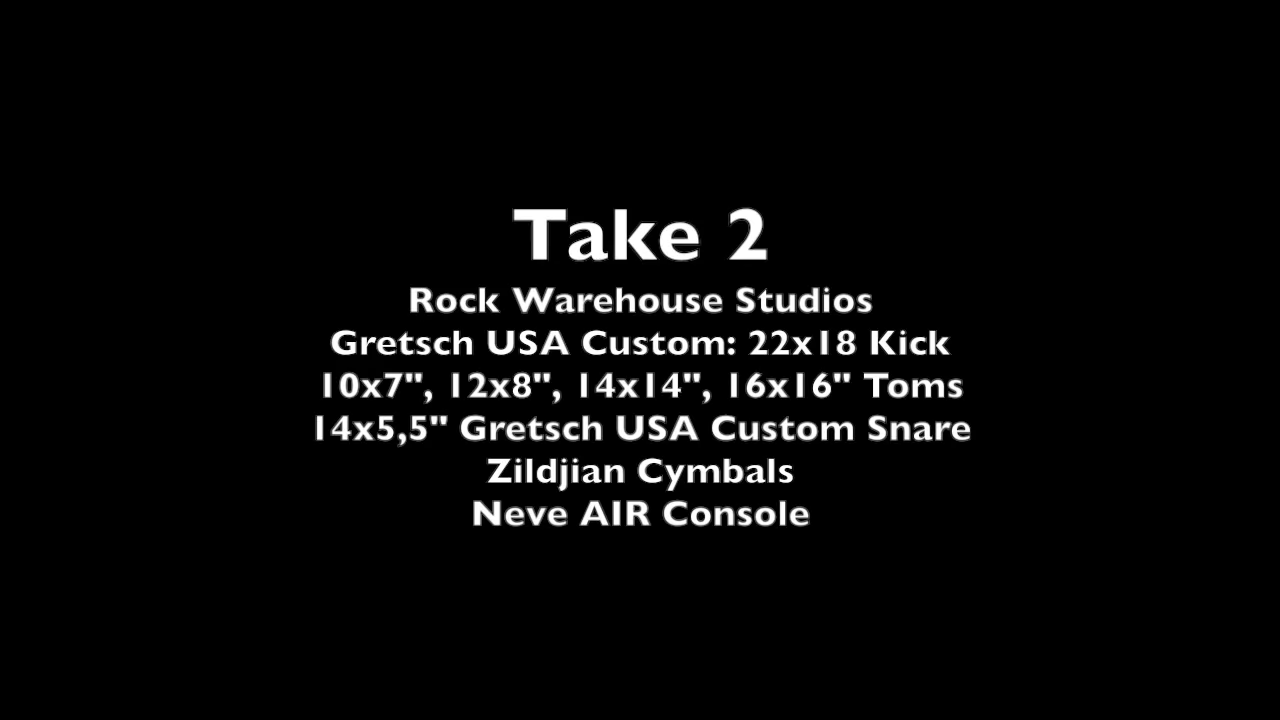 Take 2
Rock Warehouse Studios
Gretsch USA Custom: 22x18 Kick
10x7", 12x8", 14x14", 16x16" Toms
14x5,5" Gretsch USA Custom Snare
Zildjian Cymbals
Neve AIR Console